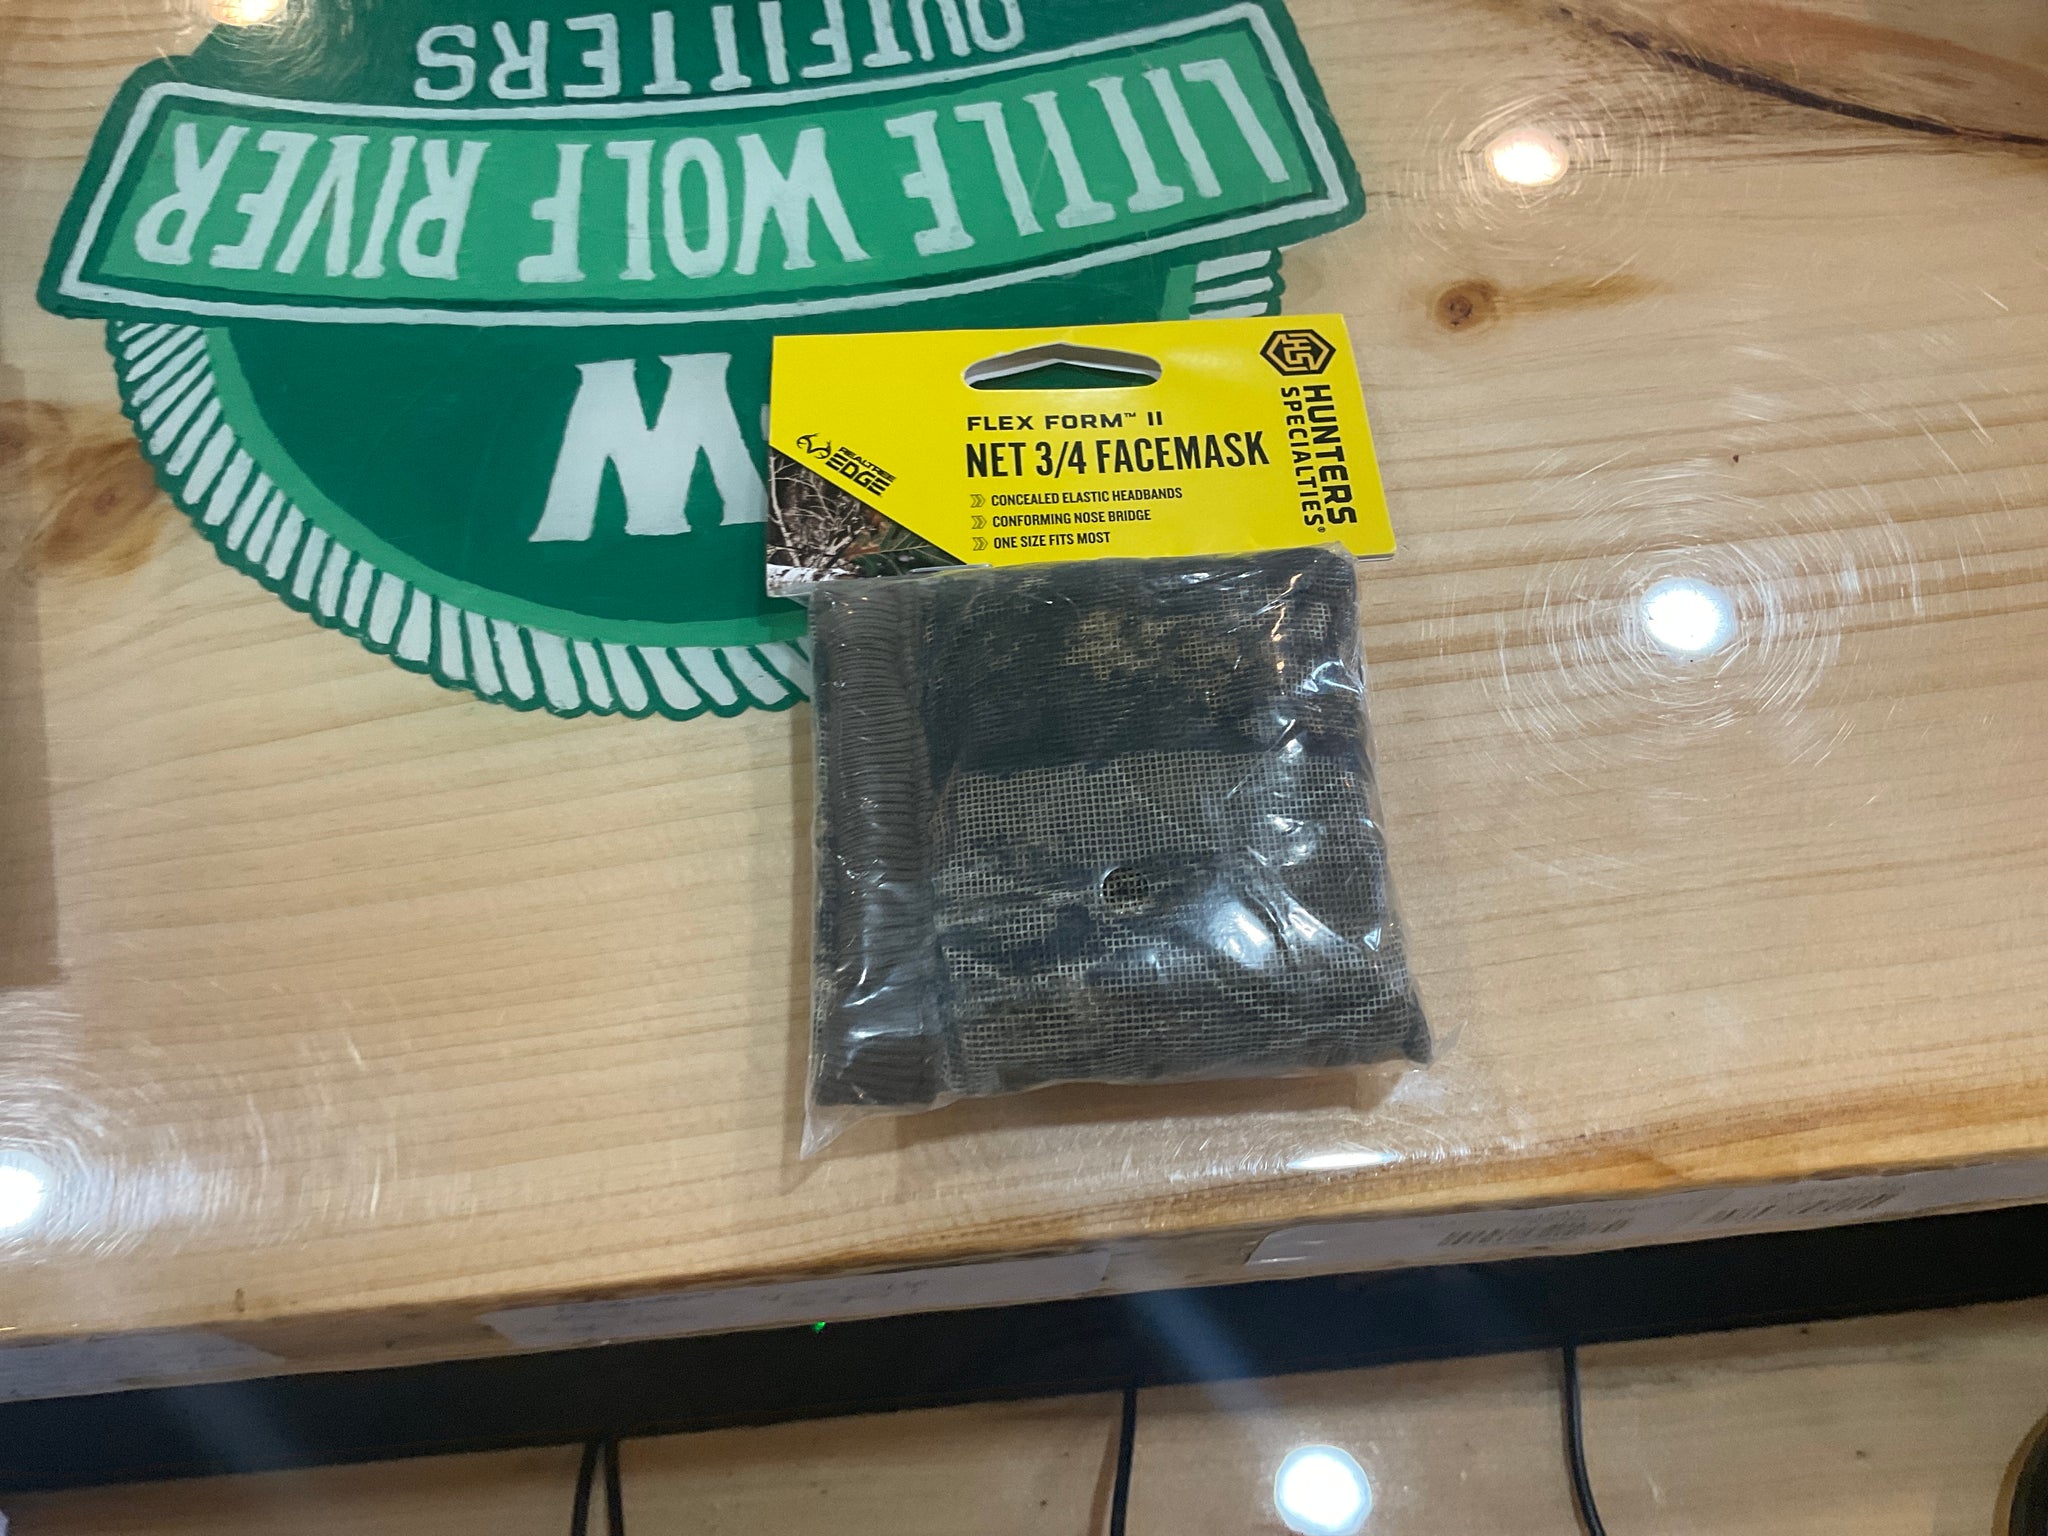 OUTFITTERS
LITTLE WOLF RIVER
W
FLEX FORM™ II
NET 3/4 FACEMASK
CONCEALED ELASTIC HEADBANDS
CONFORMING NOSE BRIDGE
ONE SIZE FITS MOST
REALTREE
EDGE
HS
HUNTERS
SPECIALTIES®